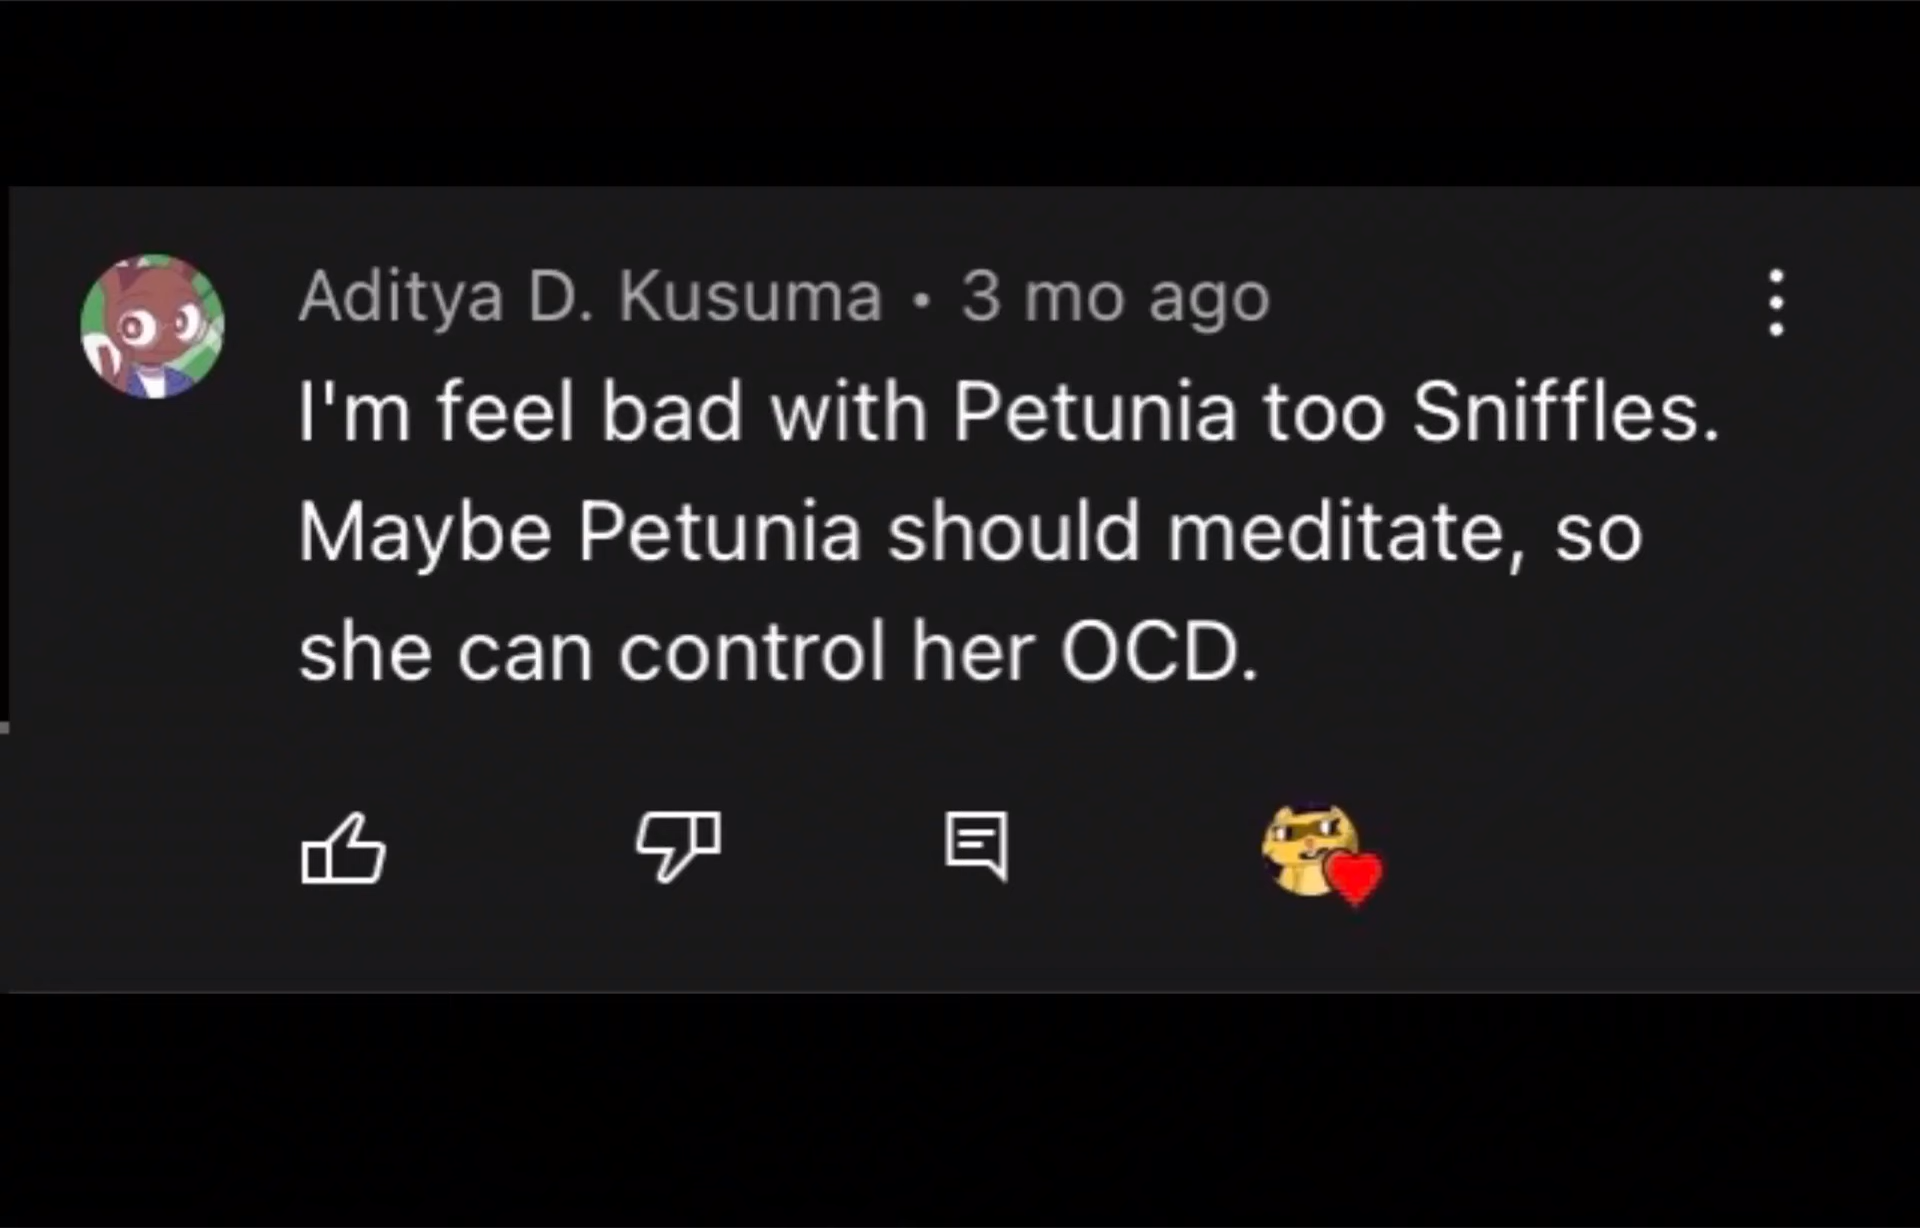 Aditya D. Kusuma • 3 mo ago
I'm feel bad with Petunia too Sniffles.
Maybe Petunia should meditate, so
she can control her OCD.